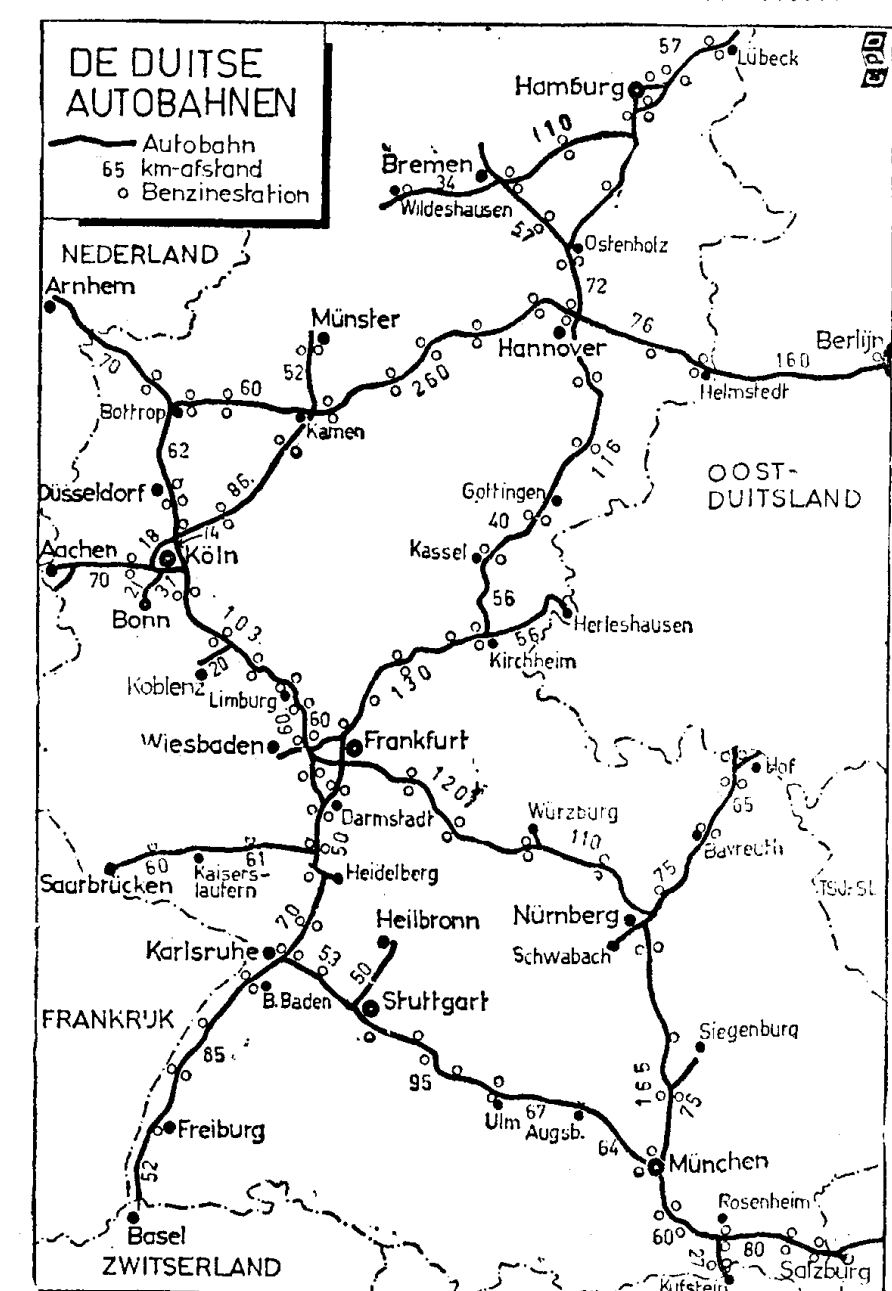 DE DUITSE
AUTOBAHNEN
Autobahn
65 km-afstand
Benzinestation
cpd
57
Lübeck
Hamburg
110
Bremen
34
Wildeshausen
57
Ostenholz
NEDERLAND
Arnhem
72
Münster
76
Hannover
Berlijn
70
52
260
160
60
Helmstedt
Bottrop
Kamen
62
116
86
OOST-
DUITSLAND
Düsseldorf
Gottingen
40
18
14
Aachen
Köln
Kassel
70
21
31
56
Bonn
103
Herleshausen
56
Kirchheim
20
Koblenz
130
Limburg
60
60
Wiesbaden
Frankfurt
Hof
120
65
Würzburg
Darmstadt
110
Bayreuth
50
61
60
75
Kaisers-
lautern
Saarbrücken
Heidelberg
TSJ.SL.
70
Heilbronn
Nürnberg
Karlsruhe
Schwabach
53
50
B.Baden
Stuttgart
FRANKRIJK
Siegenburg
85
95
165
75
Ulm
67
Augsb.
Freiburg
64
München
52
Rosenheim
Basel
60
80
27
ZWITSERLAND
Salzburg
Kufstein